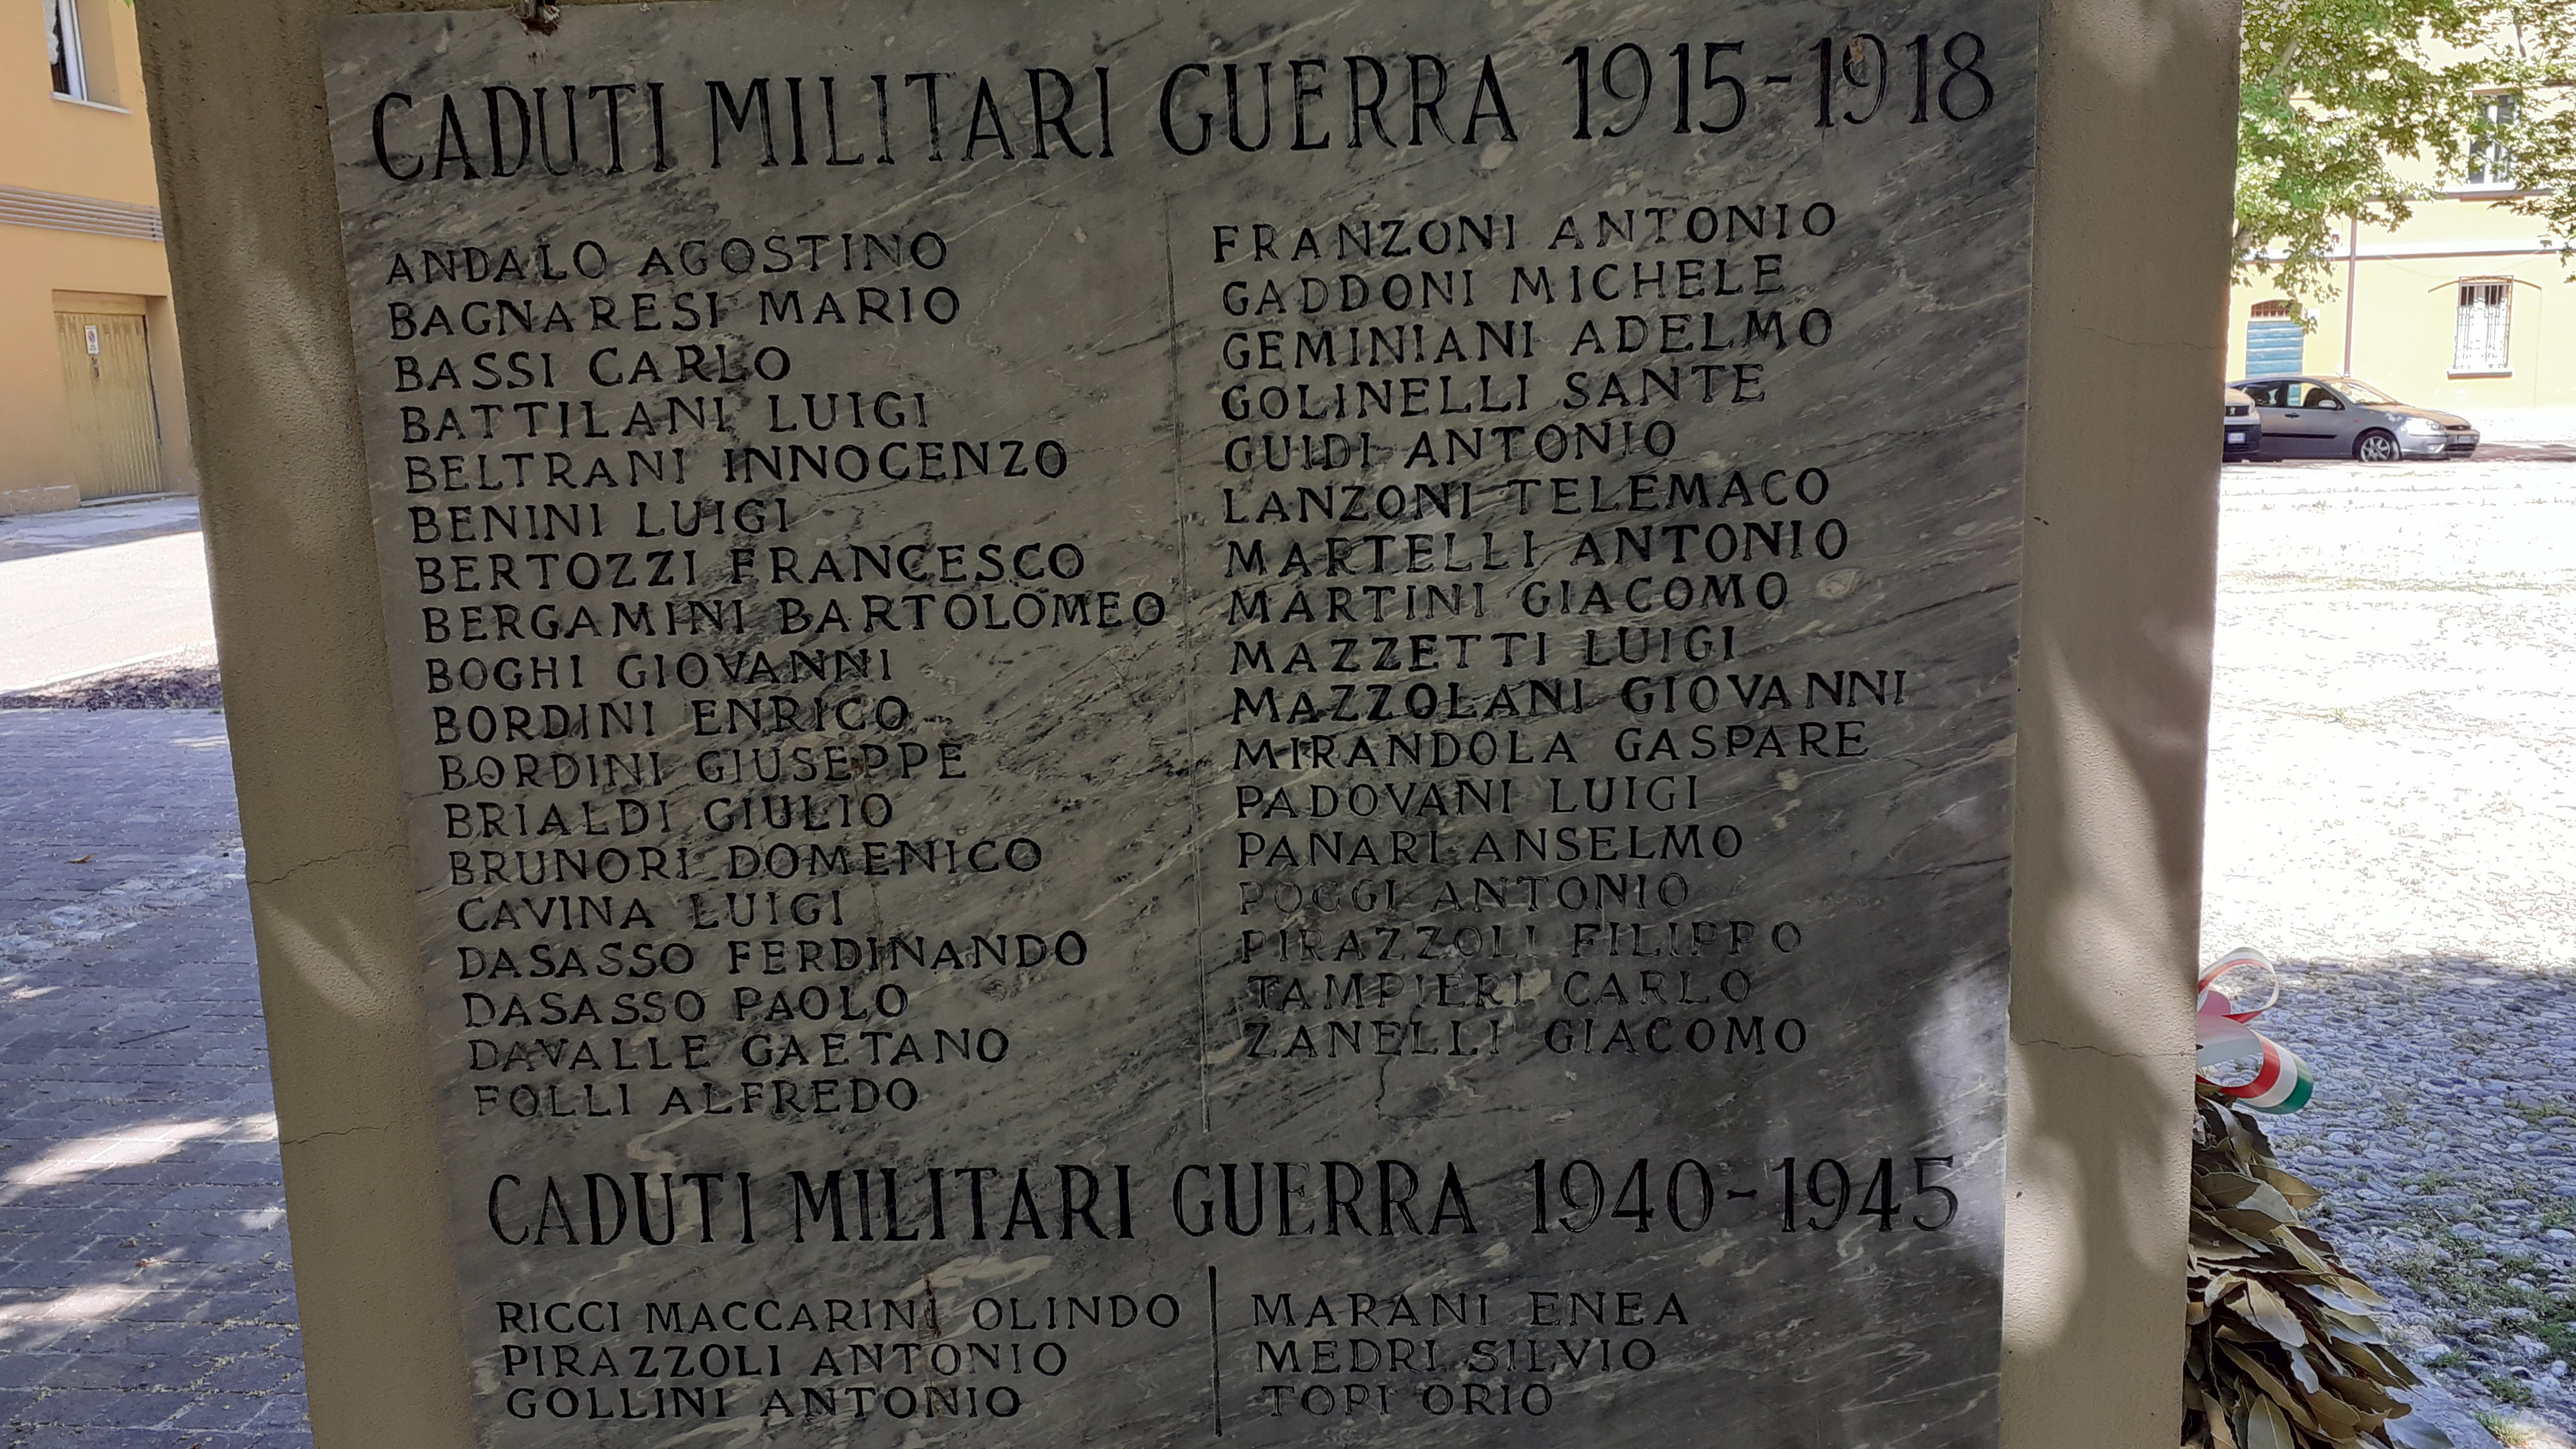 CADUTI MILITARI GUERRA 1915-1918
ANDALO AGOSTINO
BAGNARESI MARIO
BASSI CARLO
BATTILANI LUIGI
BELTRANI INNOCENZO
BENINI LUIGI
BERTOZZI FRANCESCO
BERGAMINI BARTOLOMEO
BOGHI GIOVANNI
BORDINI ENRICO
BORDINI GIUSEPPE
BRIALDI GIULIO
BRUNORI DOMENICO
CAVINA LUIGI
DASASSO FERDINANDO
DASASSO PAOLO
DAVALLE GAETANO
FOLLI ALFREDO
FRANZONI ANTONIO
GADDONI MICHELE
GEMINIANI ADELMO
GOLINELLI SANTE
GUIDI ANTONIO
LANZONI TELEMACO
MARTELLI ANTONIO
MARTINI GIACOMO
MAZZETTI LUIGI
MAZZOLANI GIOVANNI
MIRANDOLA GASPARE
PADOVANI LUIGI
PANARI ANSELMO
POGGI ANTONIO
PIRAZZOLI FILIPPO
TAMPIERI CARLO
ZANELLI GIACOMO
CADUTI MILITARI GUERRA 1940-1945
RICCI MACCARINI OLINDO
PIRAZZOLI ANTONIO
GOLLINI ANTONIO
MARANI ENEA
MEDRI SILVIO
TOPI ORIO